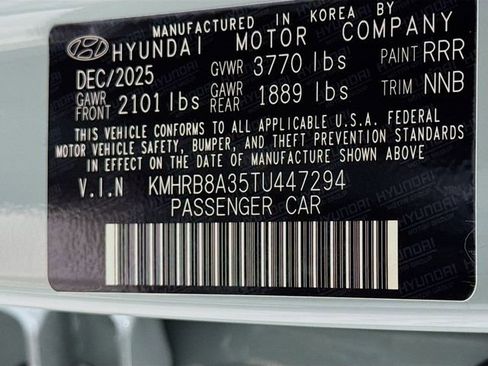 MANUFACTURED IN KOREA BY
HYUNDAI MOTOR COMPANY
DEC/2025 GVWR 3770 lbs PAINT RRR
GAWR FRONT 2101 lbs GAWR REAR 1889 lbs TRIM NNB
THIS VEHICLE CONFORMS TO ALL APPLICABLE U.S.A. FEDERAL
MOTOR VEHICLE SAFETY, BUMPER, AND THEFT PREVENTION STANDARDS
IN EFFECT ON THE DATE OF MANUFACTURE SHOWN ABOVE.
V.I.N KMHRB8A35TU447294
PASSENGER CAR